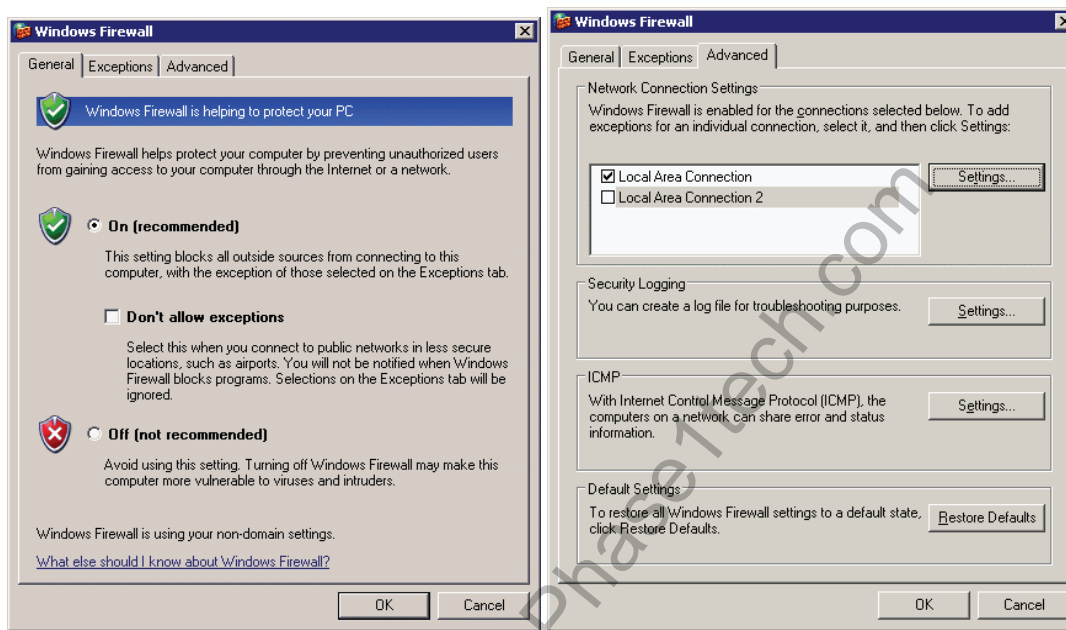 Windows Firewall
General
Exceptions
Advanced
Windows Firewall is helping to protect your PC
Windows Firewall helps protect your computer by preventing unauthorized users
from gaining access to your computer through the Internet or a network.
On (recommended)
This setting blocks all outside sources from connecting to this
computer, with the exception of those selected on the Exceptions tab.
Don't allow exceptions
Select this when you connect to public networks in less secure
locations, such as airports. You will not be notified when Windows
Firewall blocks programs. Selections on the Exceptions tab will be
ignored.
Off (not recommended)
Avoid using this setting. Turning off Windows Firewall may make this
computer more vulnerable to viruses and intruders.
Windows Firewall is using your non-domain settings.
What else should I know about Windows Firewall?
OK
Cancel
Windows Firewall
General
Exceptions
Advanced
Network Connection Settings
Windows Firewall is enabled for the connections selected below. To add
exceptions for an individual connection, select it, and then click Settings:
Local Area Connection
Local Area Connection 2
Settings...
Security Logging
You can create a log file for troubleshooting purposes.
Settings...
ICMP
With Internet Control Message Protocol (ICMP), the
computers on a network can share error and status
information.
Settings...
Default Settings
To restore all Windows Firewall settings to a default state,
click Restore Defaults.
Restore Defaults
OK
Cancel
Phase1tech.com